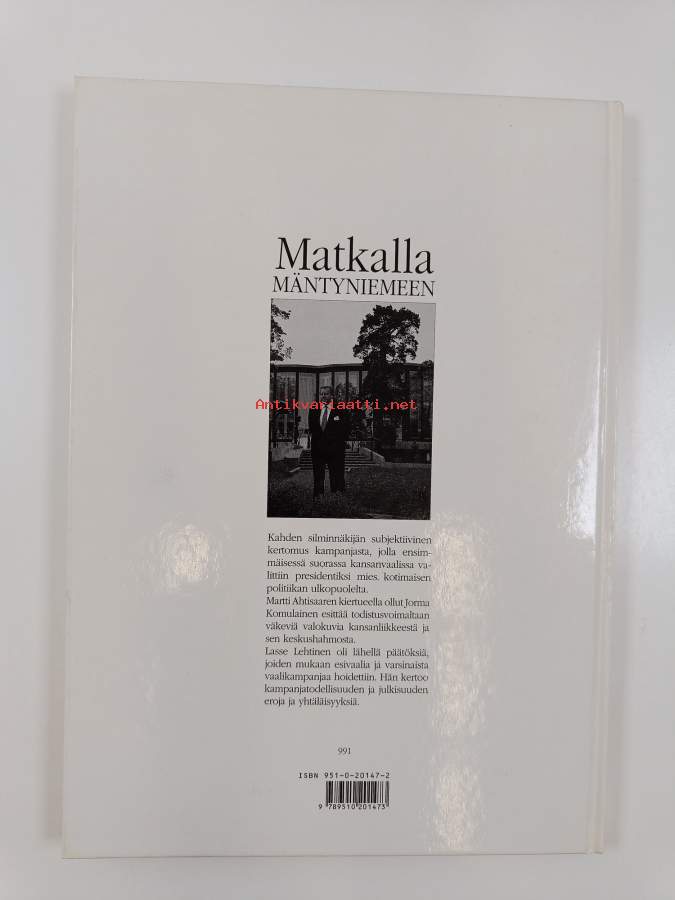 Matkalla
MÄNTYNIEMEEN
Antikvariaatti.net
Kahden silminnäkijän subjektiivinen
kertomus kampanjasta, jolla ensim-
mäisessä suorassa kansanvaalissa va-
littiin presidentiksi mies kotimaisen
politiikan ulkopuolelta.
Martti Ahtisaaren kiertueella ollut Jorma
Komulainen esittää todistusvoimaltaan
väkeviä valokuvia kansanliikkeestä ja
sen keskushahmosta.
Lasse Lehtinen oli lähellä päätöksiä,
joiden mukaan esivaalia ja varsinaista
vaalikampanjaa hoidettiin. Hän kertoo
kampanjatodellisuuden ja julkisuuden
eroja ja yhtäläisyyksiä.
991
ISBN 951-0-20147-2
9 789510 201473